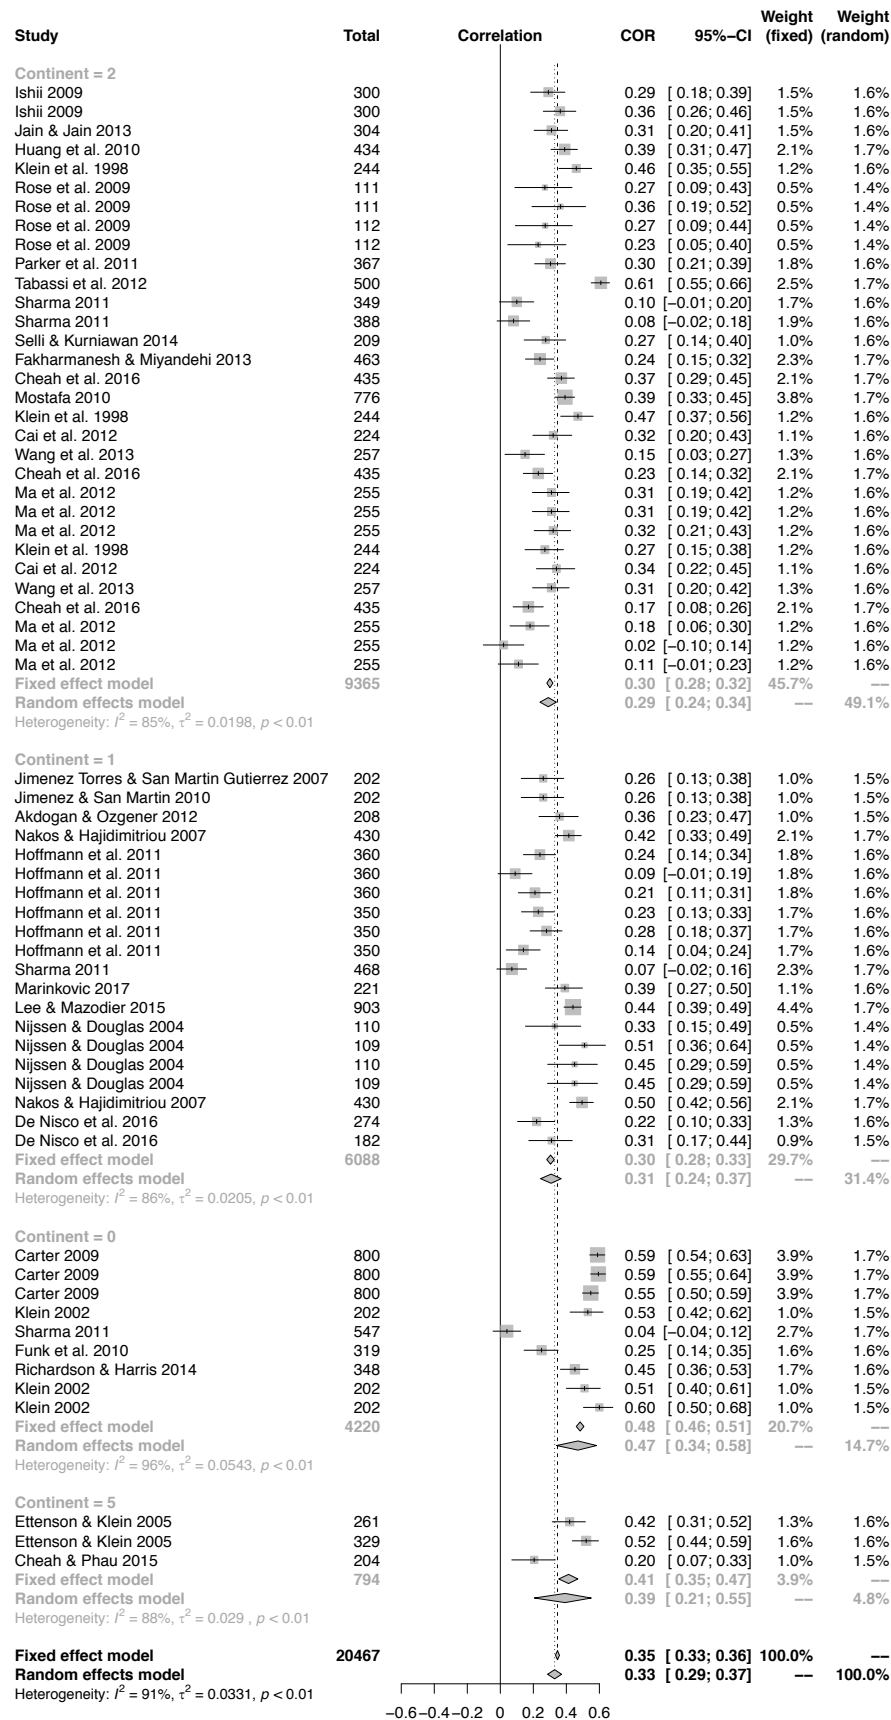 Study Total Correlation COR 95%−CI Weight (fixed) Weight (random)
Continent = 2
Ishii 2009 300 0.29 [ 0.18; 0.39] 1.5% 1.6%
Ishii 2009 300 0.36 [ 0.26; 0.46] 1.5% 1.6%
Jain & Jain 2013 304 0.31 [ 0.20; 0.41] 1.5% 1.6%
Huang et al. 2010 434 0.39 [ 0.31; 0.47] 2.1% 1.7%
Klein et al. 1998 244 0.46 [ 0.35; 0.55] 1.2% 1.6%
Rose et al. 2009 111 0.27 [ 0.09; 0.43] 0.5% 1.4%
Rose et al. 2009 111 0.36 [ 0.19; 0.52] 0.5% 1.4%
Rose et al. 2009 112 0.27 [ 0.09; 0.44] 0.5% 1.4%
Rose et al. 2009 112 0.23 [ 0.05; 0.40] 0.5% 1.4%
Parker et al. 2011 367 0.30 [ 0.21; 0.39] 1.8% 1.6%
Tabassi et al. 2012 500 0.61 [ 0.55; 0.66] 2.5% 1.7%
Sharma 2011 349 0.10 [−0.01; 0.20] 1.7% 1.6%
Sharma 2011 388 0.08 [−0.02; 0.18] 1.9% 1.6%
Selli & Kurniawan 2014 209 0.27 [ 0.14; 0.40] 1.0% 1.6%
Fakharmanesh & Miyandehi 2013 463 0.24 [ 0.15; 0.32] 2.3% 1.7%
Cheah et al. 2016 435 0.37 [ 0.29; 0.45] 2.1% 1.7%
Mostafa 2010 776 0.39 [ 0.33; 0.45] 3.8% 1.7%
Klein et al. 1998 244 0.47 [ 0.37; 0.56] 1.2% 1.6%
Cai et al. 2012 224 0.32 [ 0.20; 0.43] 1.1% 1.6%
Wang et al. 2013 257 0.15 [ 0.03; 0.27] 1.3% 1.6%
Cheah et al. 2016 435 0.23 [ 0.14; 0.32] 2.1% 1.7%
Ma et al. 2012 255 0.31 [ 0.19; 0.42] 1.2% 1.6%
Ma et al. 2012 255 0.31 [ 0.19; 0.42] 1.2% 1.6%
Ma et al. 2012 255 0.32 [ 0.21; 0.43] 1.2% 1.6%
Klein et al. 1998 244 0.27 [ 0.15; 0.38] 1.2% 1.6%
Cai et al. 2012 224 0.34 [ 0.22; 0.45] 1.1% 1.6%
Wang et al. 2013 257 0.31 [ 0.20; 0.42] 1.3% 1.6%
Cheah et al. 2016 435 0.17 [ 0.08; 0.26] 2.1% 1.7%
Ma et al. 2012 255 0.18 [ 0.06; 0.30] 1.2% 1.6%
Ma et al. 2012 255 0.02 [−0.10; 0.14] 1.2% 1.6%
Ma et al. 2012 255 0.11 [−0.01; 0.23] 1.2% 1.6%
Fixed effect model 9365 0.30 [ 0.28; 0.32] 45.7% −−
Random effects model 0.29 [ 0.24; 0.34] −− 49.1%
Heterogeneity: I² = 85%, τ² = 0.0198, p < 0.01
Continent = 1
Jimenez Torres & San Martin Gutierrez 2007 202 0.26 [ 0.13; 0.38] 1.0% 1.5%
Jimenez & San Martin 2010 202 0.26 [ 0.13; 0.38] 1.0% 1.5%
Akdogan & Ozgener 2012 208 0.36 [ 0.23; 0.47] 1.0% 1.5%
Nakos & Hajidimitriou 2007 430 0.42 [ 0.33; 0.49] 2.1% 1.7%
Hoffmann et al. 2011 360 0.24 [ 0.14; 0.34] 1.8% 1.6%
Hoffmann et al. 2011 360 0.09 [−0.01; 0.19] 1.8% 1.6%
Hoffmann et al. 2011 360 0.21 [ 0.11; 0.31] 1.8% 1.6%
Hoffmann et al. 2011 350 0.23 [ 0.13; 0.33] 1.7% 1.6%
Hoffmann et al. 2011 350 0.28 [ 0.18; 0.37] 1.7% 1.6%
Hoffmann et al. 2011 350 0.14 [ 0.04; 0.24] 1.7% 1.6%
Sharma 2011 468 0.07 [−0.02; 0.16] 2.3% 1.7%
Marinkovic 2017 221 0.39 [ 0.27; 0.50] 1.1% 1.6%
Lee & Mazodier 2015 903 0.44 [ 0.39; 0.49] 4.4% 1.7%
Nijssen & Douglas 2004 110 0.33 [ 0.15; 0.49] 0.5% 1.4%
Nijssen & Douglas 2004 109 0.51 [ 0.36; 0.64] 0.5% 1.4%
Nijssen & Douglas 2004 110 0.45 [ 0.29; 0.59] 0.5% 1.4%
Nijssen & Douglas 2004 109 0.45 [ 0.29; 0.59] 0.5% 1.4%
Nakos & Hajidimitriou 2007 430 0.50 [ 0.42; 0.56] 2.1% 1.7%
De Nisco et al. 2016 274 0.22 [ 0.10; 0.33] 1.3% 1.6%
De Nisco et al. 2016 182 0.31 [ 0.17; 0.44] 0.9% 1.5%
Fixed effect model 6088 0.30 [ 0.28; 0.33] 29.7% −−
Random effects model 0.31 [ 0.24; 0.37] −− 31.4%
Heterogeneity: I² = 86%, τ² = 0.0205, p < 0.01
Continent = 0
Carter 2009 800 0.59 [ 0.54; 0.63] 3.9% 1.7%
Carter 2009 800 0.59 [ 0.55; 0.64] 3.9% 1.7%
Carter 2009 800 0.55 [ 0.50; 0.59] 3.9% 1.7%
Klein 2002 202 0.53 [ 0.42; 0.62] 1.0% 1.5%
Sharma 2011 547 0.04 [−0.04; 0.12] 2.7% 1.7%
Funk et al. 2010 319 0.25 [ 0.14; 0.35] 1.6% 1.6%
Richardson & Harris 2014 348 0.45 [ 0.36; 0.53] 1.7% 1.6%
Klein 2002 202 0.51 [ 0.40; 0.61] 1.0% 1.5%
Klein 2002 202 0.60 [ 0.50; 0.68] 1.0% 1.5%
Fixed effect model 4220 0.48 [ 0.46; 0.51] 20.7% −−
Random effects model 0.47 [ 0.34; 0.58] −− 14.7%
Heterogeneity: I² = 96%, τ² = 0.0543, p < 0.01
Continent = 5
Ettenson & Klein 2005 261 0.42 [ 0.31; 0.52] 1.3% 1.6%
Ettenson & Klein 2005 329 0.52 [ 0.44; 0.59] 1.6% 1.6%
Cheah & Phau 2015 204 0.20 [ 0.07; 0.33] 1.0% 1.5%
Fixed effect model 794 0.41 [ 0.35; 0.47] 3.9% −−
Random effects model 0.39 [ 0.21; 0.55] −− 4.8%
Heterogeneity: I² = 88%, τ² = 0.029 , p < 0.01
Fixed effect model 20467 0.35 [ 0.33; 0.36] 100.0% −−
Random effects model 0.33 [ 0.29; 0.37] −− 100.0%
Heterogeneity: I² = 91%, τ² = 0.0331, p < 0.01
−0.6 −0.4 −0.2 0 0.2 0.4 0.6